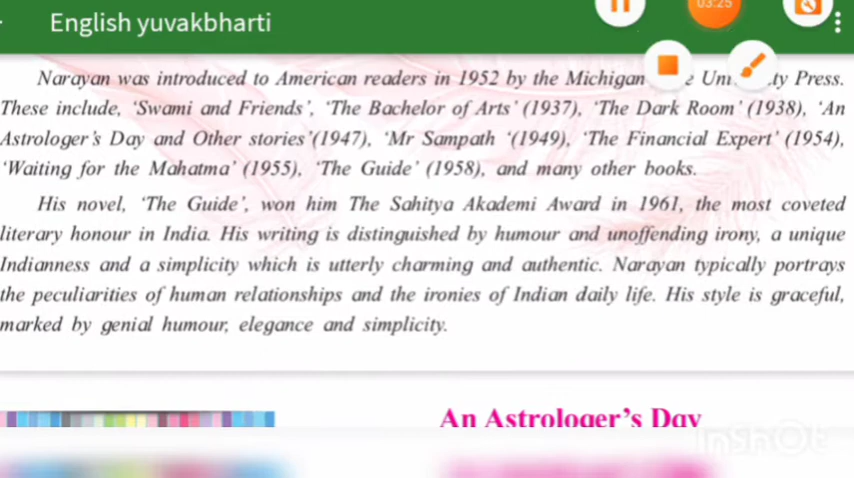 03:25
English yuvakbharti
Narayan was introduced to American readers in 1952 by the Michigan Press.
These include, ‘Swami and Friends’, ‘The Bachelor of Arts’ (1937), ‘The Dark Room’ (1938), ‘An
Astrologer’s Day and Other stories’(1947), ‘Mr Sampath ‘(1949), ‘The Financial Expert’ (1954),
‘Waiting for the Mahatma’ (1955), ‘The Guide’ (1958), and many other books.
His novel, ‘The Guide’, won him The Sahitya Akademi Award in 1961, the most coveted
literary honour in India. His writing is distinguished by humour and unoffending irony, a unique
Indianness and a simplicity which is utterly charming and authentic. Narayan typically portrays
the peculiarities of human relationships and the ironies of Indian daily life. His style is graceful,
marked by genial humour, elegance and simplicity.
An Astrologer’s Day
InShOt